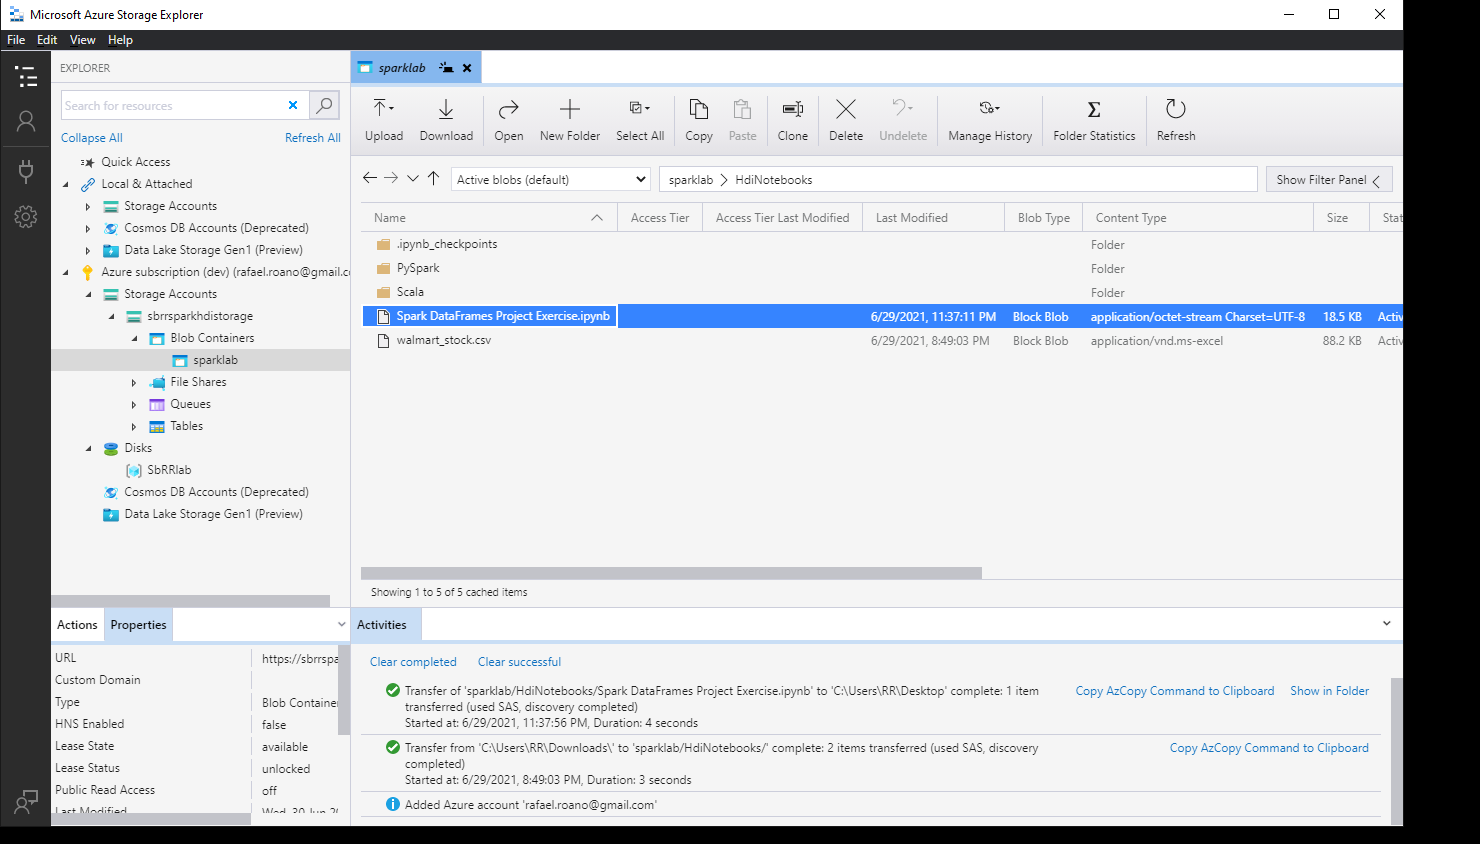 Microsoft Azure Storage Explorer
File Edit View Help
EXPLORER
Search for resources
Collapse All Refresh All
Quick Access
Local & Attached
Storage Accounts
Cosmos DB Accounts (Deprecated)
Data Lake Storage Gen1 (Preview)
Azure subscription (dev) (rafael.roano@gmail.co
Storage Accounts
sbrrsparkhdistorage
Blob Containers
sparklab
File Shares
Queues
Tables
Disks
SbRRlab
Cosmos DB Accounts (Deprecated)
Data Lake Storage Gen1 (Preview)
sparklab
Upload Download Open New Folder Select All Copy Paste Clone Delete Undelete Manage History Folder Statistics Refresh
Active blobs (default) sparklab HdiNotebooks Show Filter Panel
Name Access Tier Access Tier Last Modified Last Modified Blob Type Content Type Size Stat
.ipynb_checkpoints Folder
PySpark Folder
Scala Folder
Spark DataFrames Project Exercise.ipynb 6/29/2021, 11:37:11 PM Block Blob application/octet-stream Charset=UTF-8 18.5 KB Activ
walmart_stock.csv 6/29/2021, 8:49:03 PM Block Blob application/vnd.ms-excel 88.2 KB Activ
Showing 1 to 5 of 5 cached items
Actions Properties
URL https://sbrrspa
Custom Domain
Type Blob Container
HNS Enabled false
Lease State available
Lease Status unlocked
Public Read Access off
Last Modified Wed, 30 Jun 20
Activities
Clear completed Clear successful
Transfer of 'sparklab/HdiNotebooks/Spark DataFrames Project Exercise.ipynb' to 'C:\Users\RR\Desktop' complete: 1 item Copy AzCopy Command to Clipboard Show in Folder
transferred (used SAS, discovery completed)
Started at: 6/29/2021, 11:37:56 PM, Duration: 4 seconds
Transfer from 'C:\Users\RR\Downloads\' to 'sparklab/HdiNotebooks/' complete: 2 items transferred (used SAS, discovery Copy AzCopy Command to Clipboard
completed)
Started at: 6/29/2021, 8:49:03 PM, Duration: 3 seconds
Added Azure account 'rafael.roano@gmail.com'